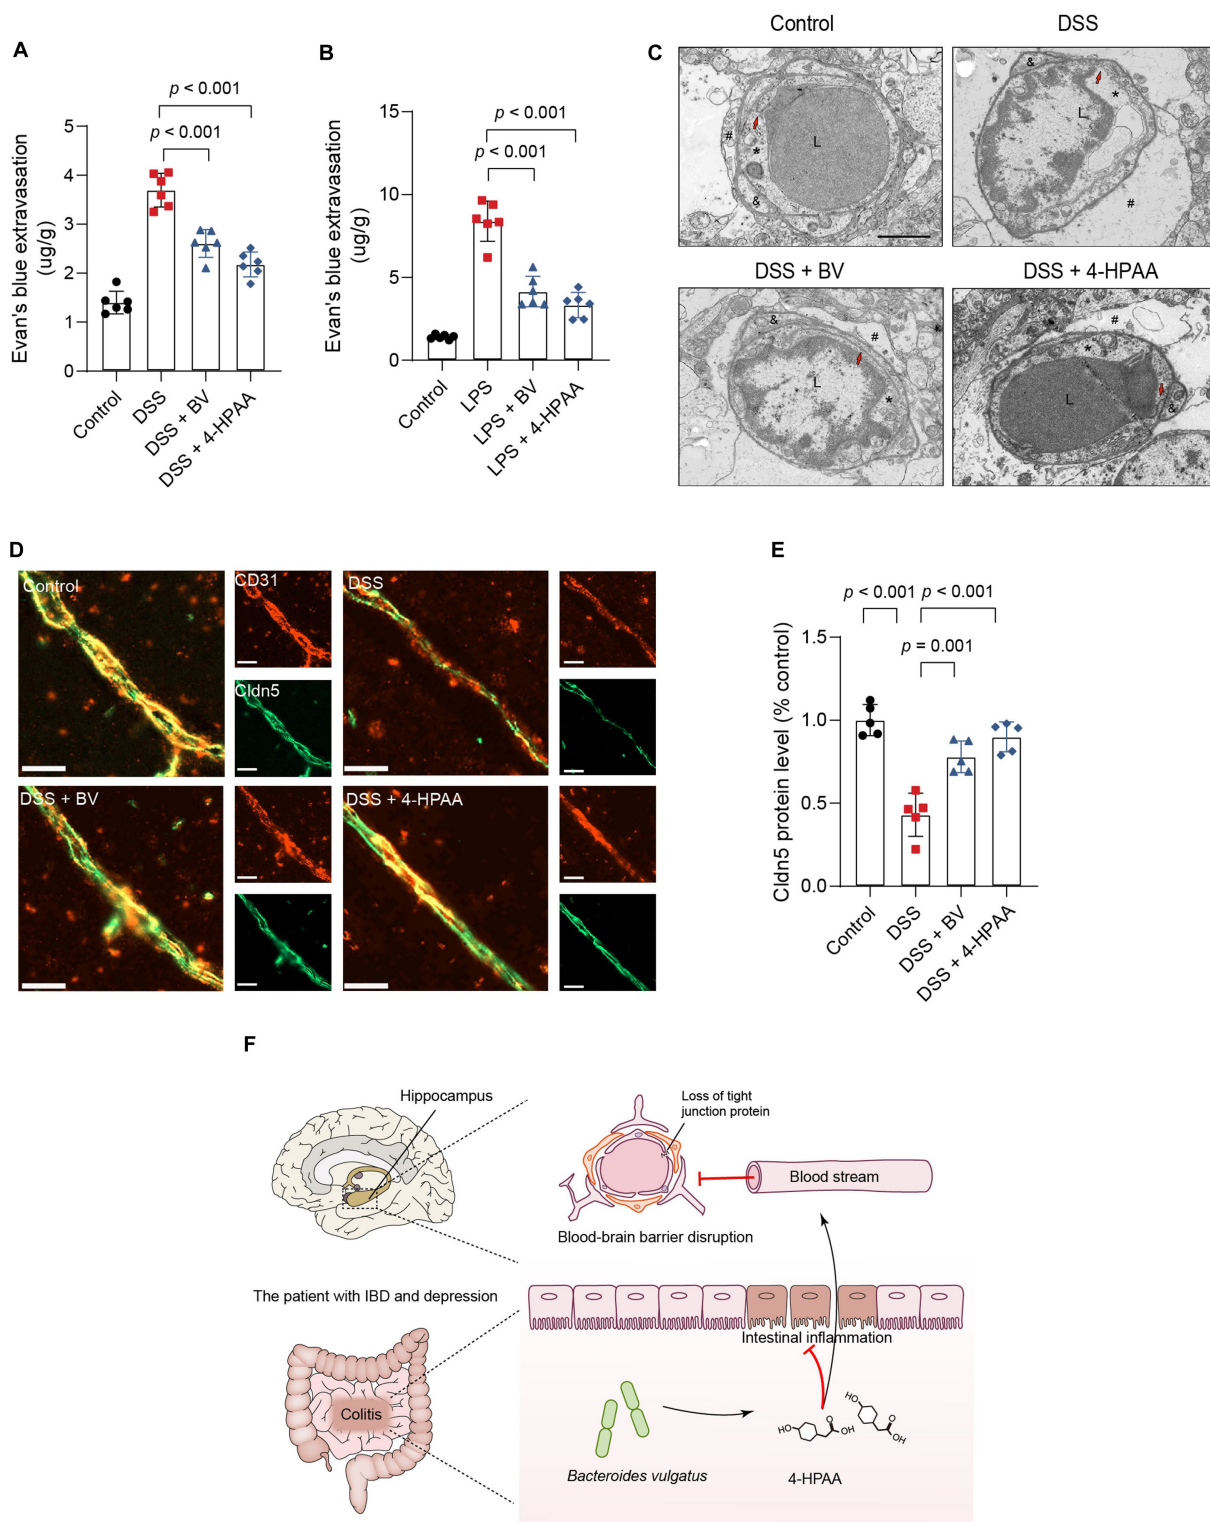 A
p < 0.001
p < 0.001
Evan's blue extravasation
(ug/g)
5
4
3
2
1
0
Control
DSS
DSS + BV
DSS + 4-HPAA
B
p < 0.001
p < 0.001
Evan's blue extravasation
(ug/g)
15
10
5
0
Control
LPS
LPS + BV
LPS + 4-HPAA
C
Control
#
*
L
&
DSS
&
*
L
#
DSS + BV
&
#
L
*
DSS + 4-HPAA
#
*
L
&
D
Control
CD31
Cldn5
DSS
DSS + BV
DSS + 4-HPAA
E
p < 0.001
p < 0.001
p = 0.001
Cldn5 protein level (% control)
1.5
1.0
0.5
0.0
Control
DSS
DSS + BV
DSS + 4-HPAA
F
Hippocampus
Loss of tight
junction protein
Blood stream
Blood-brain barrier disruption
The patient with IBD and depression
Intestinal inflammation
Colitis
HO
O
OH
HO
O
OH
Bacteroides vulgatus
4-HPAA